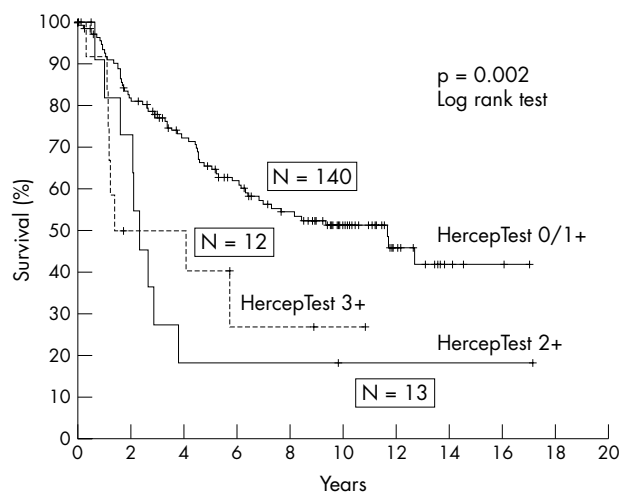 100
90
80
70
60
50
40
30
20
10
0
Survival (%)
p = 0.002
Log rank test
N = 140
HercepTest 0/1+
N = 12
HercepTest 3+
HercepTest 2+
N = 13
0 2 4 6 8 10 12 14 16 18 20
Years